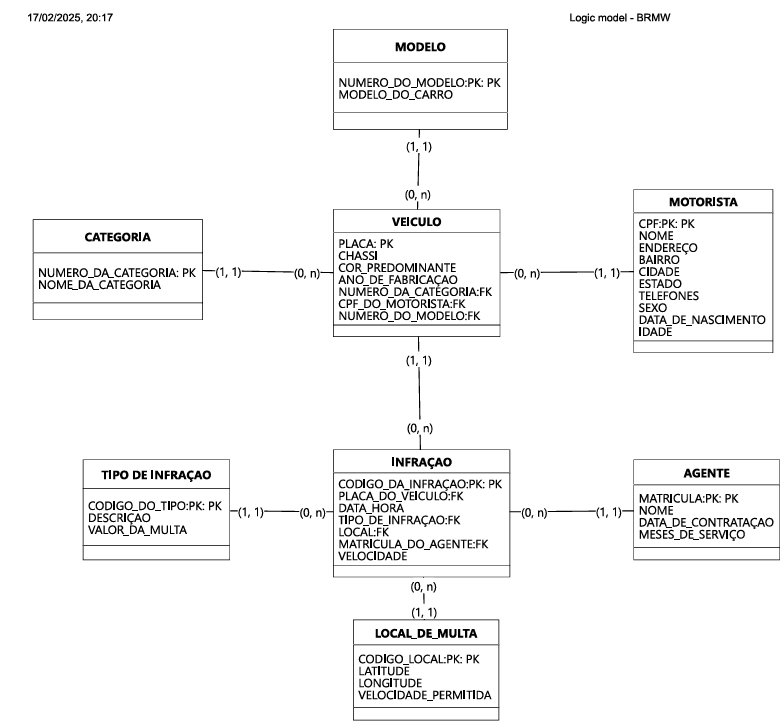 17/02/2025, 20:17
Logic model - BRMW
MODELO
NUMERO_DO_MODELO:PK: PK
MODELO_DO_CARRO
(1, 1)
(0, n)
CATEGORIA
NUMERO_DA_CATEGORIA: PK
NOME_DA_CATEGORIA
(1, 1)
(0, n)
VEICULO
PLACA: PK
CHASSI
COR_PREDOMINANTE
ANO_DE_FABRICAÇAO
NUMERO_DA_CATEGORIA:FK
CPF_DO_MOTORISTA:FK
NUMERO_DO_MODELO:FK
(0, n)
(1, 1)
MOTORISTA
CPF:PK: PK
NOME
ENDEREÇO
BAIRRO
CIDADE
ESTADO
TELEFONES
SEXO
DATA_DE_NASCIMENTO
IDADE
(1, 1)
(0, n)
TIPO DE INFRAÇAO
CODIGO_DO_TIPO:PK: PK
DESCRIÇAO
VALOR_DA_MULTA
(1, 1)
(0, n)
INFRAÇAO
CODIGO_DA_INFRAÇAO:PK: PK
PLACA_DO_VEICULO:FK
DATA_HORA
TIPO_DE_INFRAÇAO:FK
LOCAL:FK
MATRICULA_DO_AGENTE:FK
VELOCIDADE
(0, n)
(1, 1)
AGENTE
MATRICULA:PK: PK
NOME
DATA_DE_CONTRATAÇAO
MESES_DE_SERVIÇO
(0, n)
(1, 1)
LOCAL_DE_MULTA
CODIGO_LOCAL:PK: PK
LATITUDE
LONGITUDE
VELOCIDADE_PERMITIDA